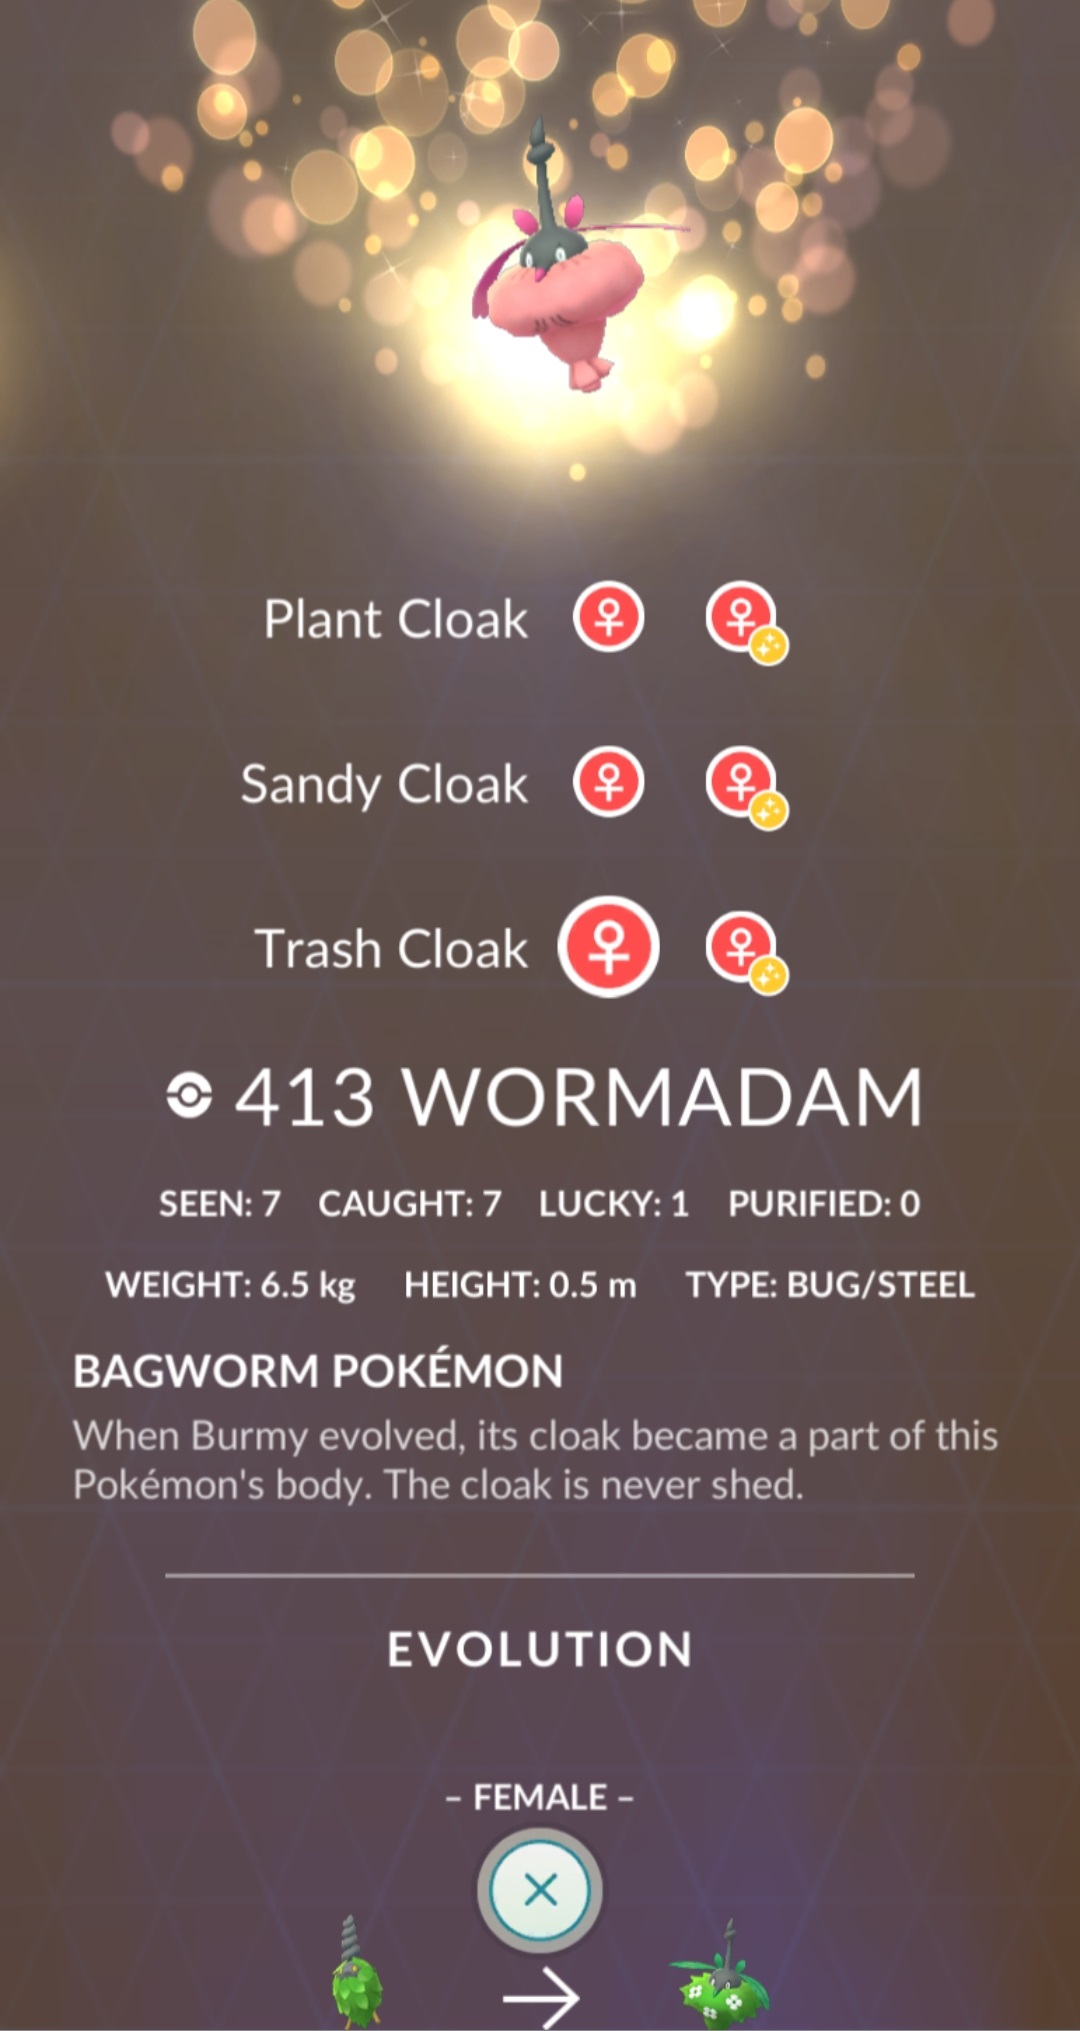 Plant Cloak
Sandy Cloak
Trash Cloak
413 WORMADAM
SEEN: 7 CAUGHT: 7 LUCKY: 1 PURIFIED: 0
WEIGHT: 6.5 kg HEIGHT: 0.5 m TYPE: BUG/STEEL
BAGWORM POKÉMON
When Burmy evolved, its cloak became a part of this
Pokémon's body. The cloak is never shed.
EVOLUTION
– FEMALE –